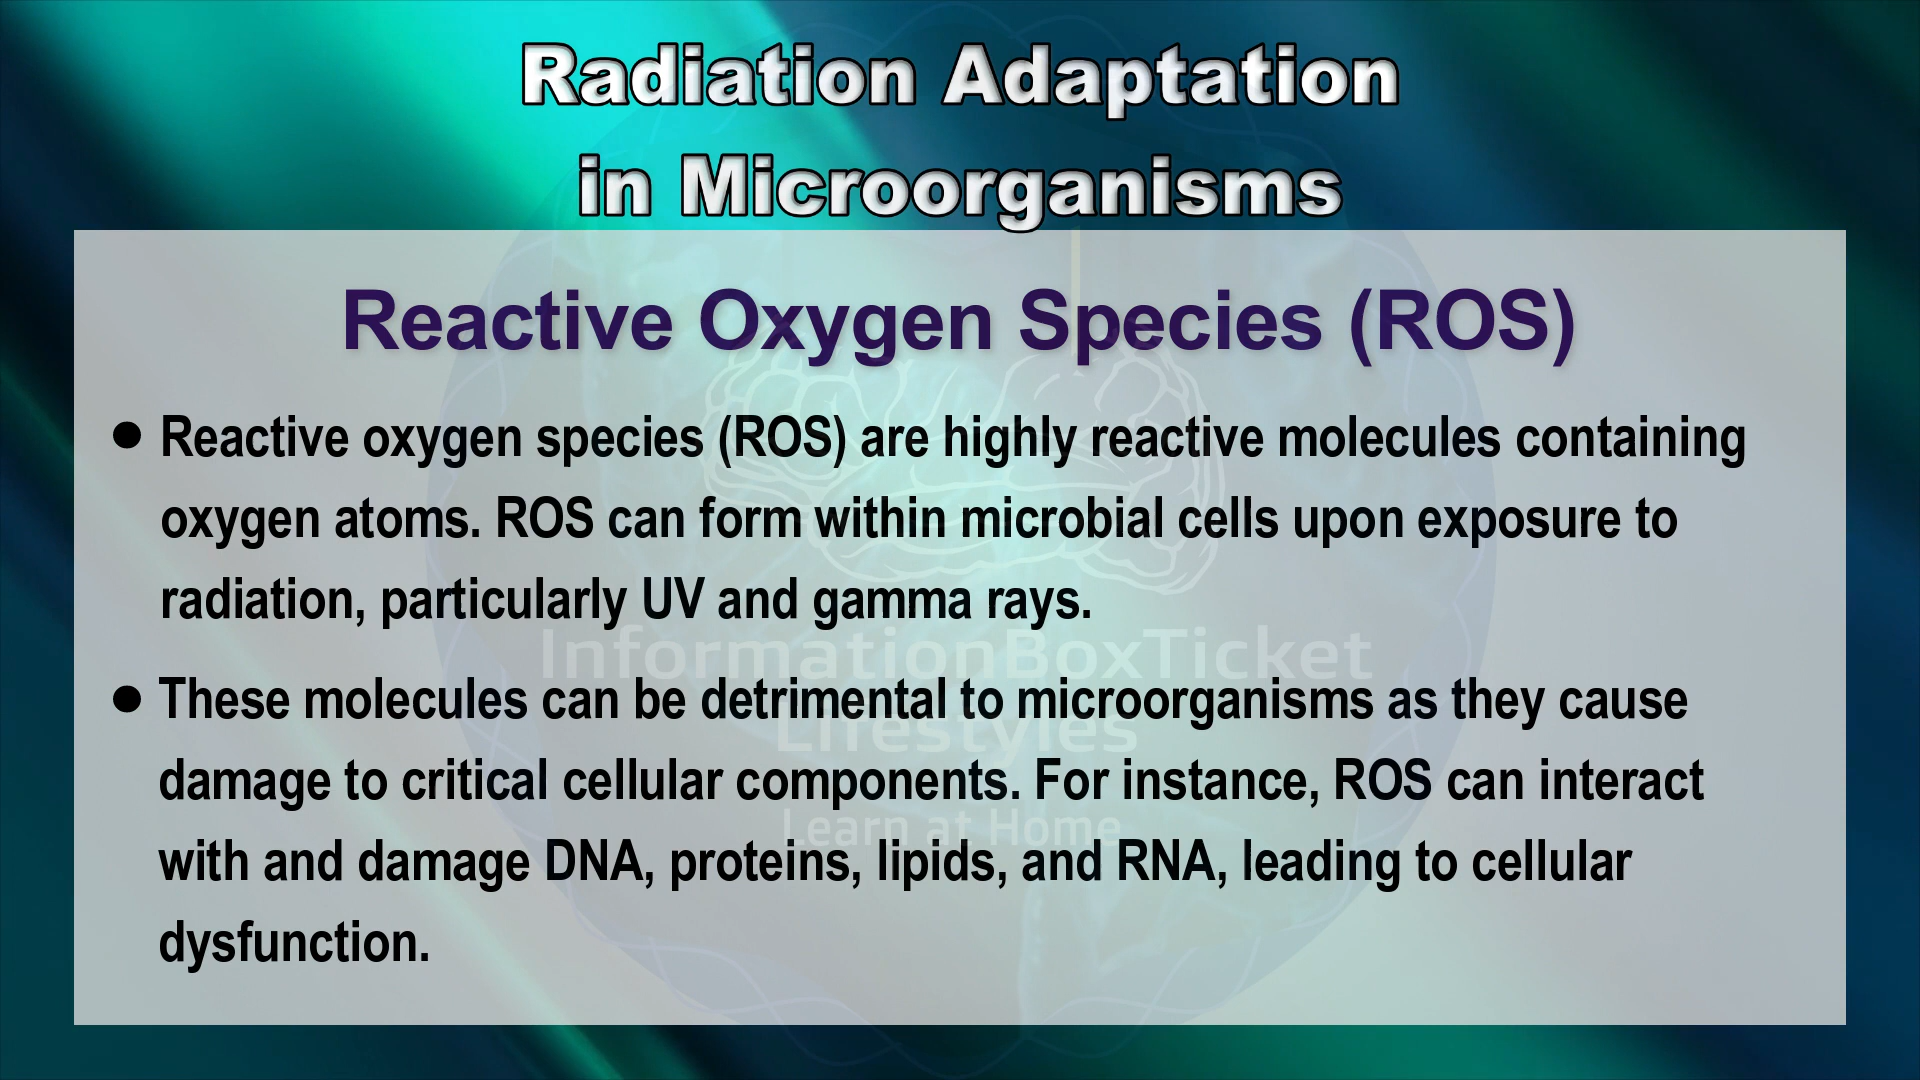 Radiation Adaptation
in Microorganisms
Reactive Oxygen Species (ROS)
● Reactive oxygen species (ROS) are highly reactive molecules containing
oxygen atoms. ROS can form within microbial cells upon exposure to
radiation, particularly UV and gamma rays.
InformationBoxTicket
● These molecules can be detrimental to microorganisms as they cause
Lifestyles
damage to critical cellular components. For instance, ROS can interact
Learn at Home
with and damage DNA, proteins, lipids, and RNA, leading to cellular
dysfunction.